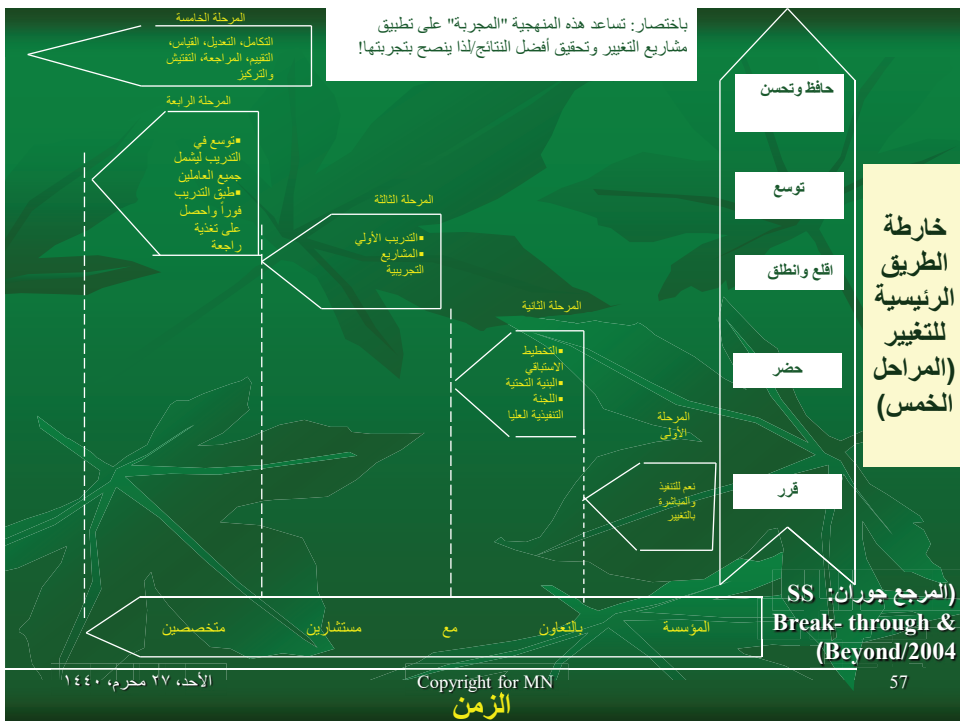 باختصار: تساعد هذه المنهجية "المجربة" على تطبيق
مشاريع التغيير وتحقيق أفضل النتائج/لذا ينصح بتجربتها!
خارطة
الطريق
الرئيسية
للتغيير
(المراحل
الخمس)
حافظ وتحسن
توسع
اقلع وانطلق
حضر
قرر
المرحلة الخامسة
التكامل، التعديل، القياس،
التقييم، المراجعة، التفتيش
والتركيز
المرحلة الرابعة
▪توسع في
التدريب ليشمل
جميع العاملين
▪طبق التدريب
فوراً واحصل
على تغذية
راجعة
المرحلة الثالثة
▪التدريب الأولي
▪المشاريع
التجريبية
المرحلة الثانية
▪التخطيط
الاستباقي
▪البنية التحتية
▪اللجنة
التنفيذية العليا
المرحلة
الأولى
نعم للتنفيذ
والمباشرة
بالتغيير
المؤسسة بالتعاون مع مستشارين متخصصين
(المرجع جوران: SS
Break- through &
Beyond/2004)
الأحد، ٢٧ محرم، ١٤٤٠
Copyright for MN
57
الزمن